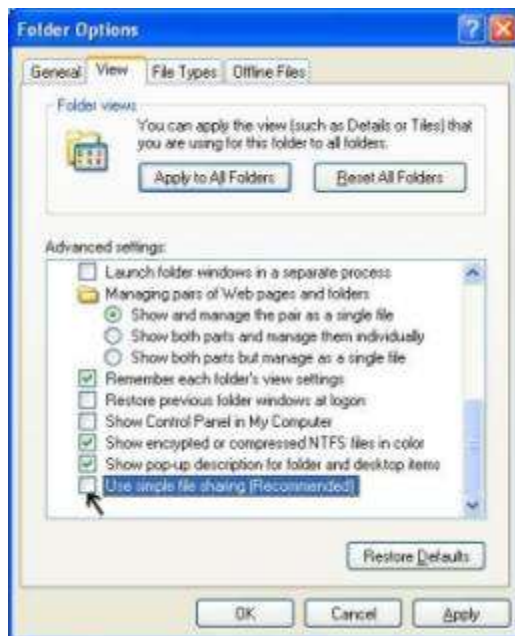 Folder Options
General View File Types Offline Files
Folder views
You can apply the view (such as Details or Tiles) that
you are using for this folder to all folders.
Apply to All Folders Reset All Folders
Advanced settings:
Launch folder windows in a separate process
Managing pairs of Web pages and folders
Show and manage the pair as a single file
Show both parts and manage them individually
Show both parts but manage as a single file
Remember each folder's view settings
Restore previous folder windows at logon
Show Control Panel in My Computer
Show encrypted or compressed NTFS files in color
Show pop-up description for folder and desktop items
Use simple file sharing (Recommended)
Restore Defaults
OK Cancel Apply